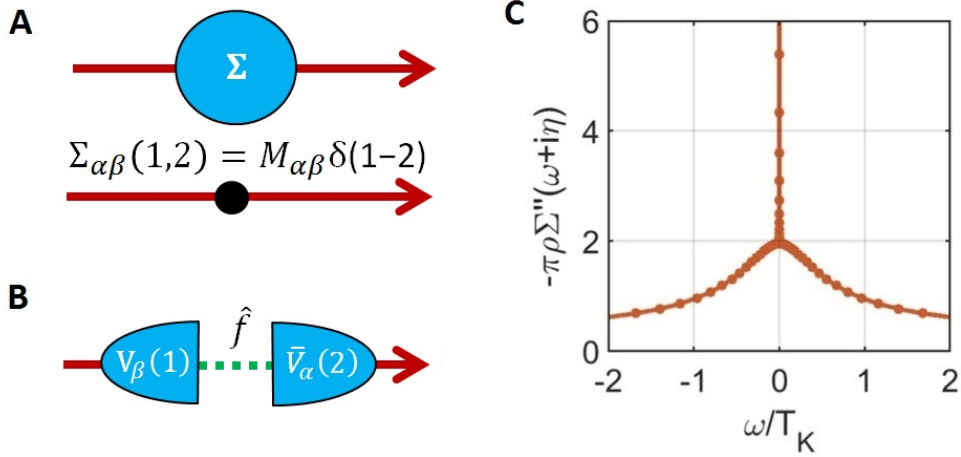 A
Σ
Σαβ(1,2) = Mαβδ(1−2)
B
Vβ(1)
f̂
V̄α(2)
C
-πρΣ"(ω+iη)
6
4
2
0
-2
-1
0
1
2
ω/TK